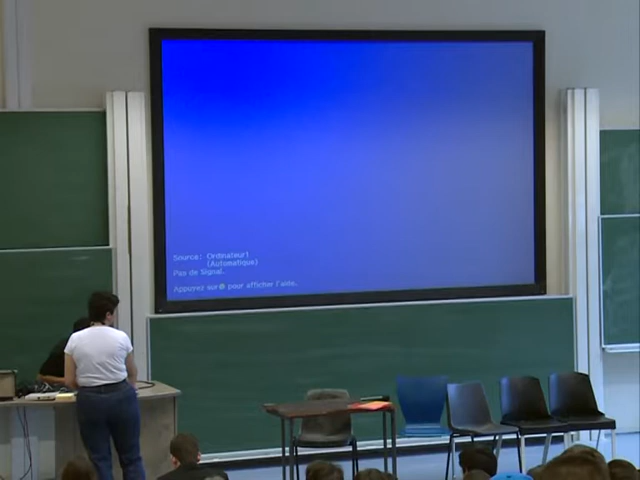 Source: Ordinateur1
(Automatique)
Pas de Signal.
Appuyez sur pour afficher l'aide.